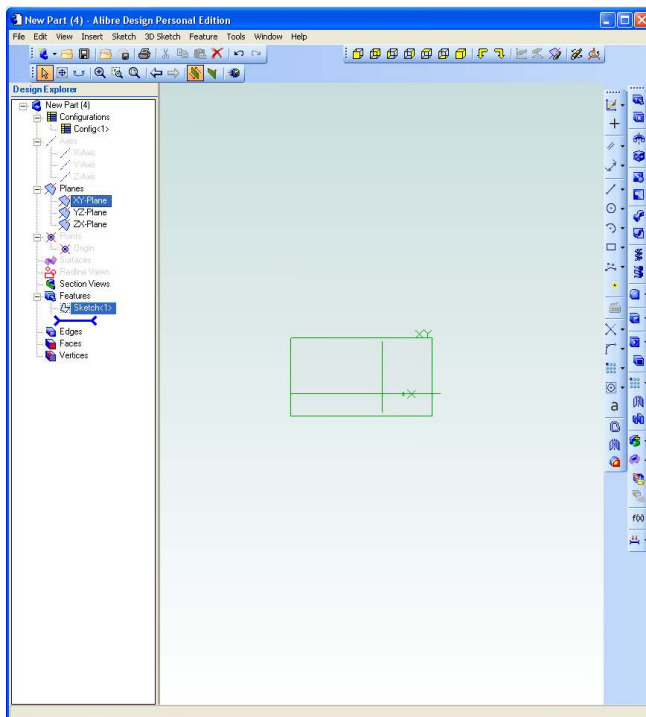 New Part (4) - Alibre Design Personal Edition
File Edit View Insert Sketch 3D Sketch Feature Tools Window Help
Design Explorer
New Part (4)
Configurations
Config<1>
Axes
X-Axis
Y-Axis
Z-Axis
Planes
XY-Plane
YZ-Plane
ZX-Plane
Points
Origin
Surfaces
Redline Views
Section Views
Features
Sketch<1>
Edges
Faces
Vertices
XY
X
a
f(x)